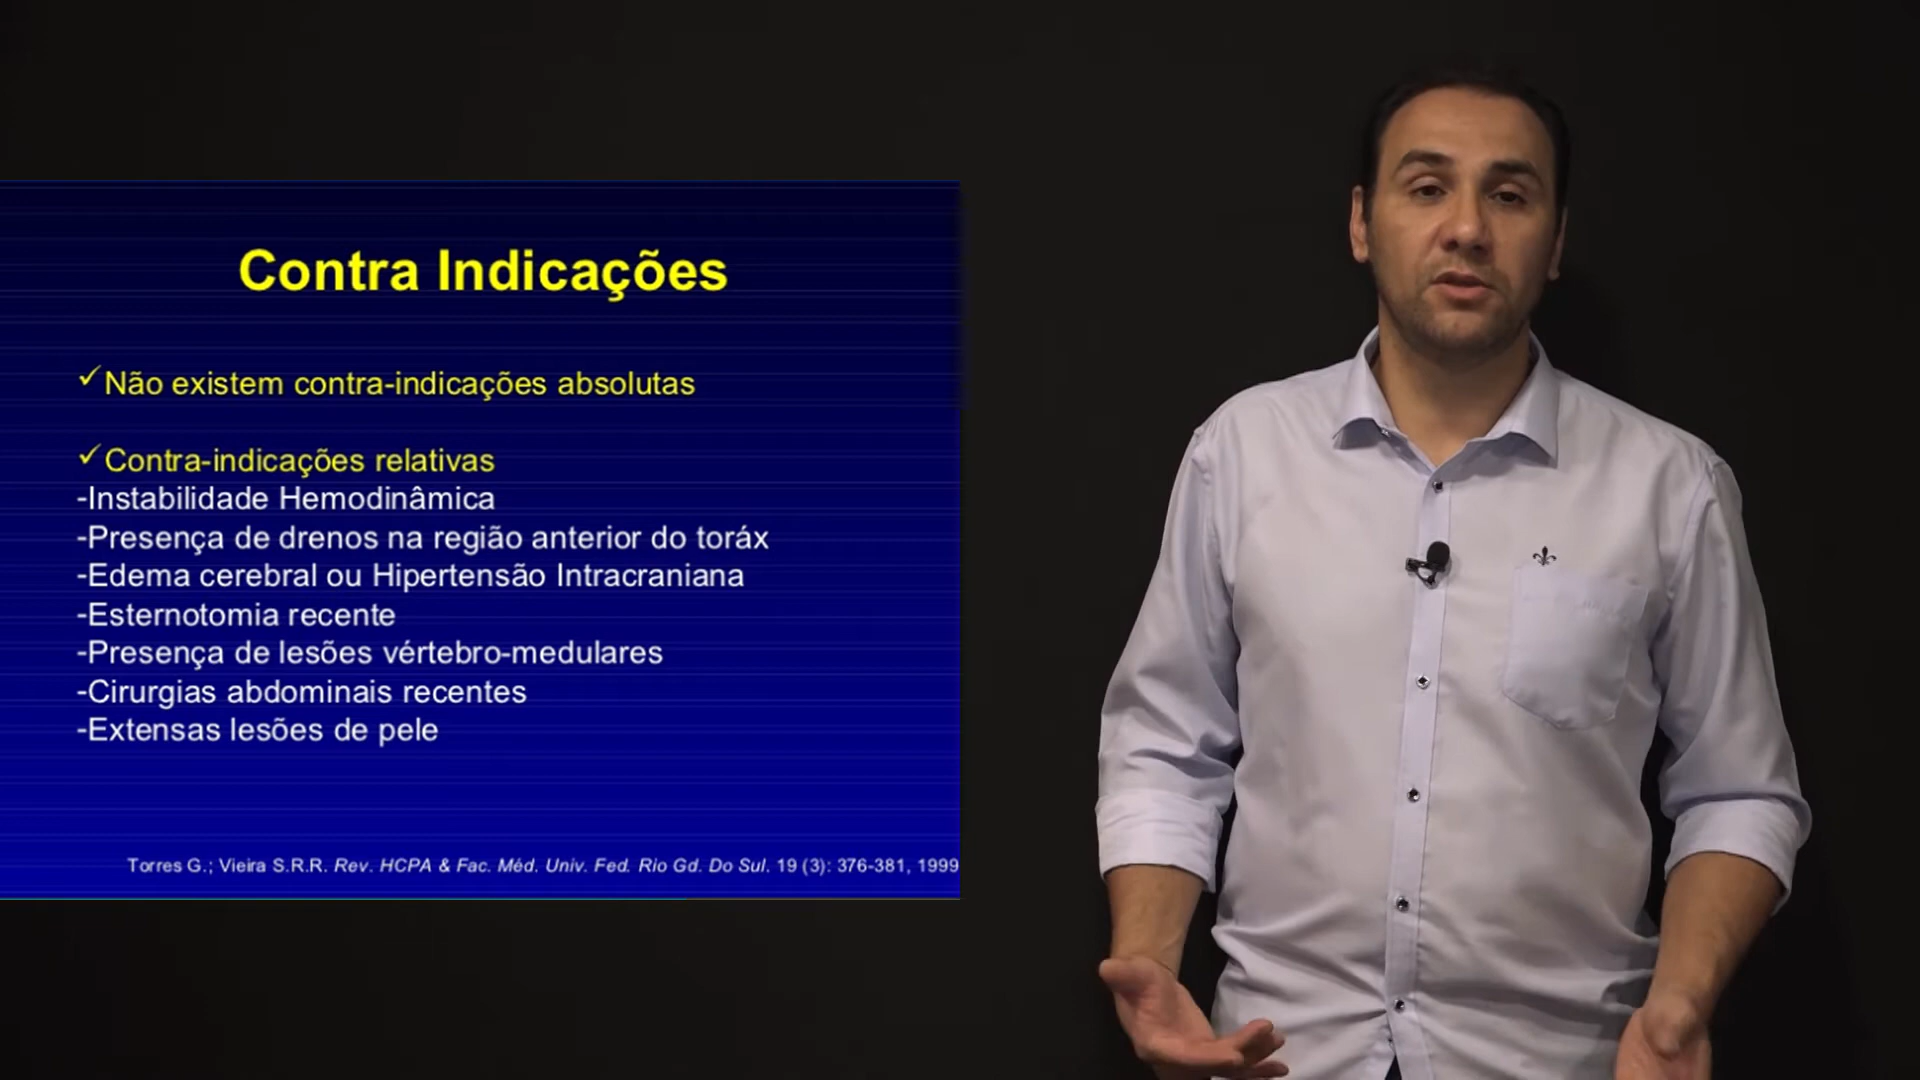 Contra Indicações
✓Não existem contra-indicações absolutas
✓Contra-indicações relativas
-Instabilidade Hemodinâmica
-Presença de drenos na região anterior do toráx
-Edema cerebral ou Hipertensão Intracraniana
-Esternotomia recente
-Presença de lesões vértebro-medulares
-Cirurgias abdominais recentes
-Extensas lesões de pele
Torres G.; Vieira S.R.R. Rev. HCPA & Fac. Méd. Univ. Fed. Rio Gd. Do Sul. 19 (3): 376-381, 1999